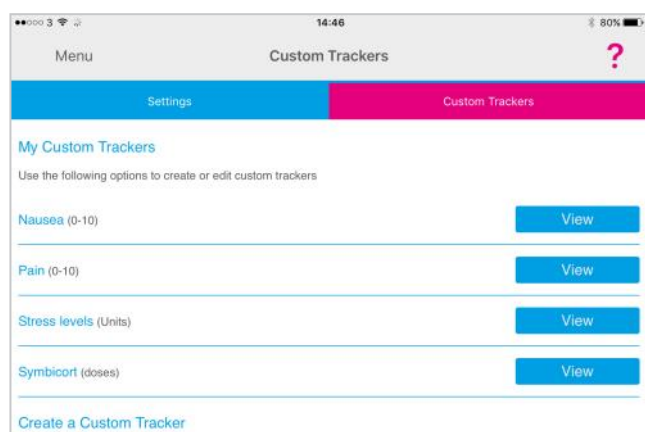 3 14:46 80%
Menu Custom Trackers ?
Settings Custom Trackers
My Custom Trackers
Use the following options to create or edit custom trackers
Nausea (0-10) View
Pain (0-10) View
Stress levels (Units) View
Symbicort (doses) View
Create a Custom Tracker